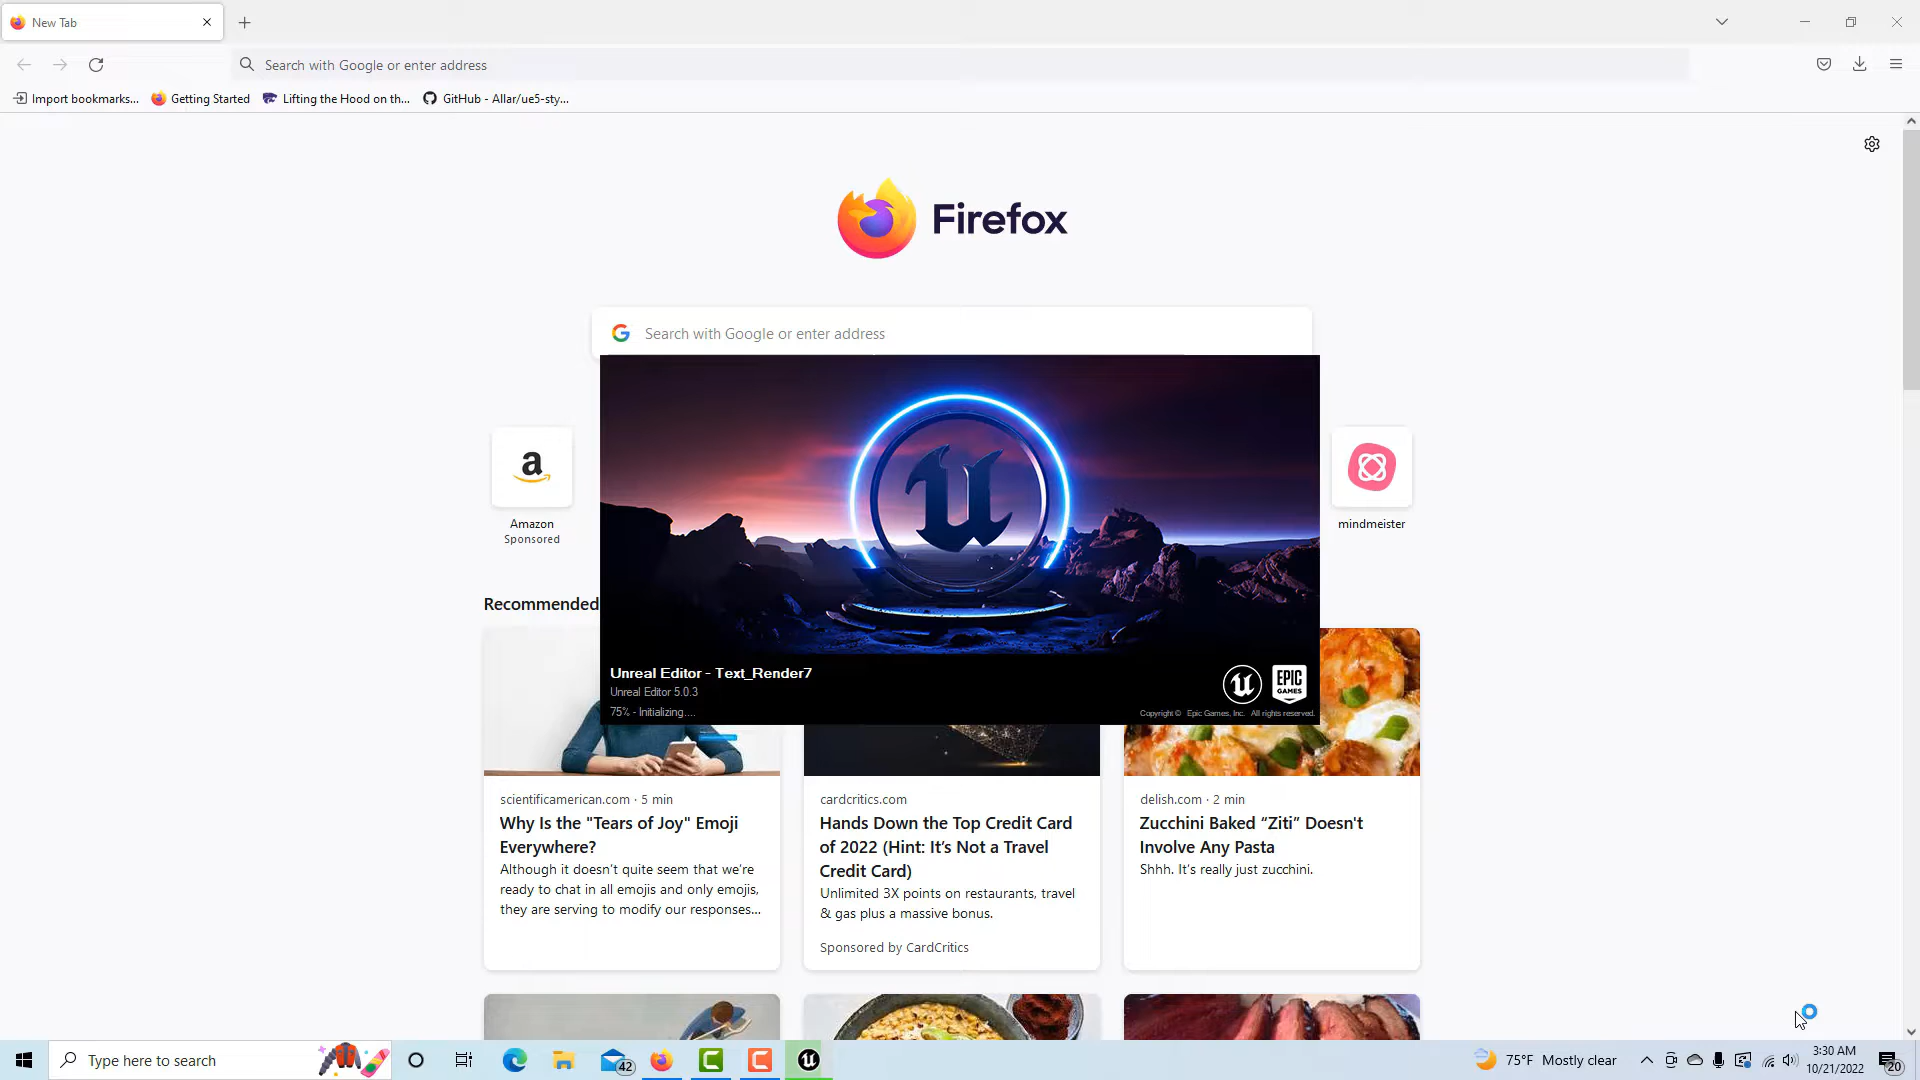 New Tab
Search with Google or enter address
Import bookmarks...
Getting Started
Lifting the Hood on th...
GitHub - Allar/ue5-sty...
Firefox
Search with Google or enter address
Amazon
Sponsored
mindmeister
Recommended
Unreal Editor - Text_Render7
Unreal Editor 5.0.3
75% - Initializing....
EPIC
GAMES
Copyright © Epic Games, Inc. All rights reserved.
scientificamerican.com · 5 min
Why Is the "Tears of Joy" Emoji
Everywhere?
Although it doesn't quite seem that we're
ready to chat in all emojis and only emojis,
they are serving to modify our responses...
cardcritics.com
Hands Down the Top Credit Card
of 2022 (Hint: It's Not a Travel
Credit Card)
Unlimited 3X points on restaurants, travel
& gas plus a massive bonus.
Sponsored by CardCritics
delish.com · 2 min
Zucchini Baked “Ziti” Doesn't
Involve Any Pasta
Shhh. It's really just zucchini.
Type here to search
42
75°F Mostly clear
3:30 AM
10/21/2022
20